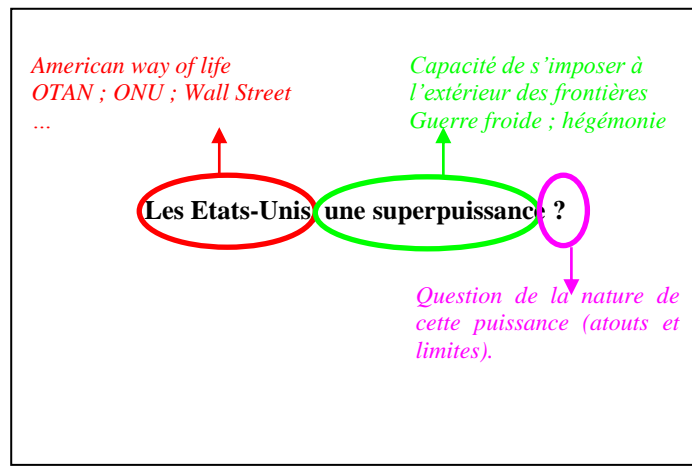 American way of life
OTAN ; ONU ; Wall Street
…
Capacité de s’imposer à
l’extérieur des frontières
Guerre froide ; hégémonie
Les Etats-Unis, une superpuissance ?
Question de la nature de
cette puissance (atouts et
limites).